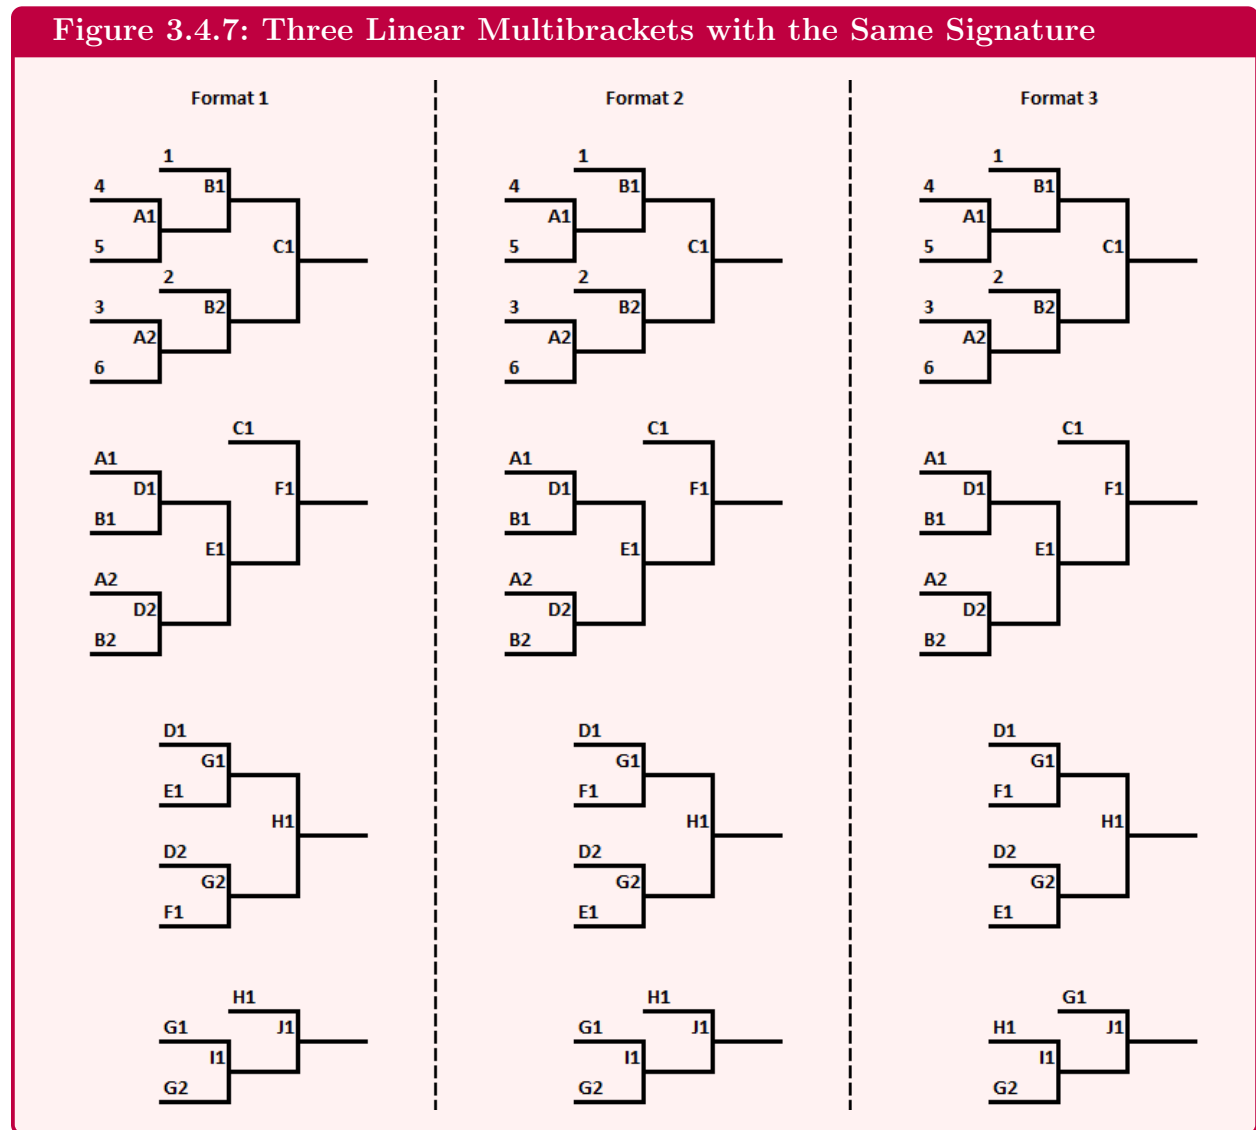 Figure 3.4.7: Three Linear Multibrackets with the Same Signature
Format 1
Format 2
Format 3
1
1
1
4
B1
4
B1
4
B1
A1
A1
A1
5
C1
5
C1
5
C1
2
2
2
3
B2
3
B2
3
B2
A2
A2
A2
6
6
6
C1
C1
C1
A1
A1
A1
D1
F1
D1
F1
D1
F1
B1
B1
B1
E1
E1
E1
A2
A2
A2
D2
D2
D2
B2
B2
B2
D1
D1
D1
G1
G1
G1
E1
F1
F1
H1
H1
H1
D2
D2
D2
G2
G2
G2
F1
E1
E1
H1
H1
G1
G1
J1
G1
J1
H1
J1
I1
I1
I1
G2
G2
G2